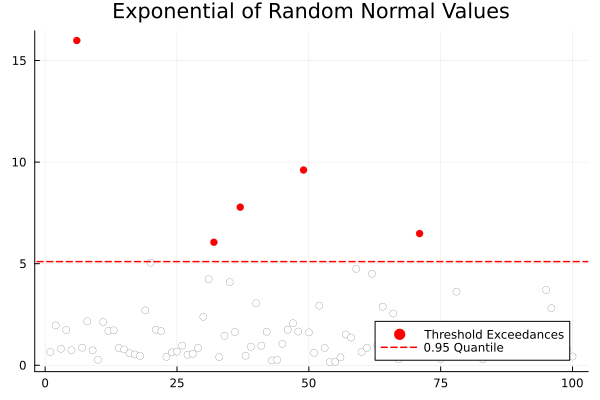 Exponential of Random Normal Values
15
10
5
0
Threshold Exceedances
0.95 Quantile
0 25 50 75 100